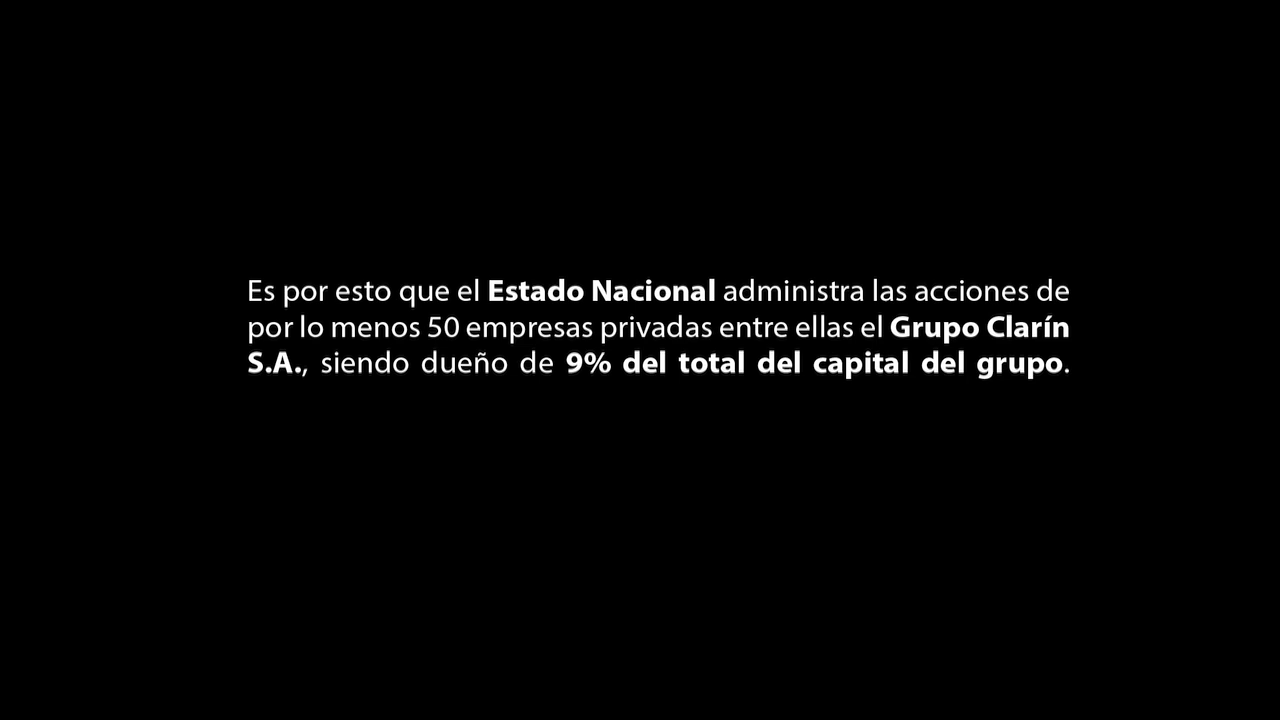 Es por esto que el Estado Nacional administra las acciones de
por lo menos 50 empresas privadas entre ellas el Grupo Clarín
S.A., siendo dueño de 9% del total del capital del grupo.